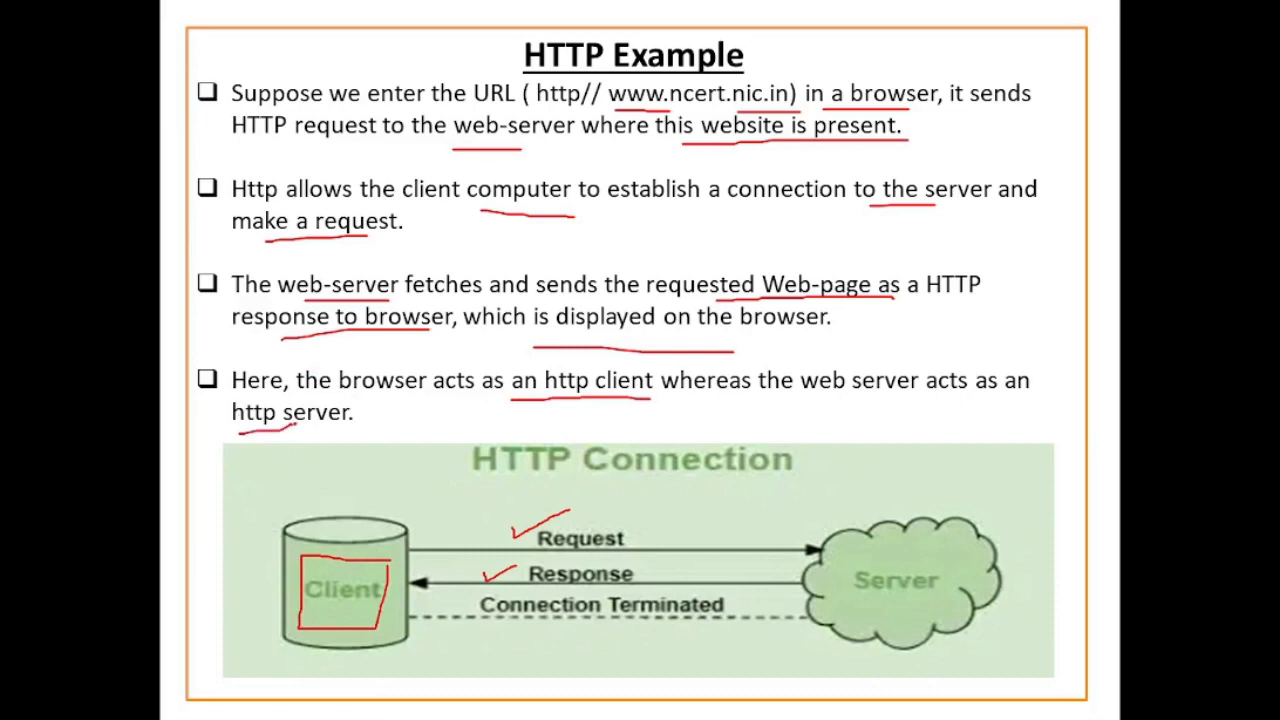 HTTP Example
❑ Suppose we enter the URL ( http// www.ncert.nic.in) in a browser, it sends
HTTP request to the web-server where this website is present.
❑ Http allows the client computer to establish a connection to the server and
make a request.
❑ The web-server fetches and sends the requested Web-page as a HTTP
response to browser, which is displayed on the browser.
❑ Here, the browser acts as an http client whereas the web server acts as an
http server.
HTTP Connection
Request
Response
Client
Server
Connection Terminated